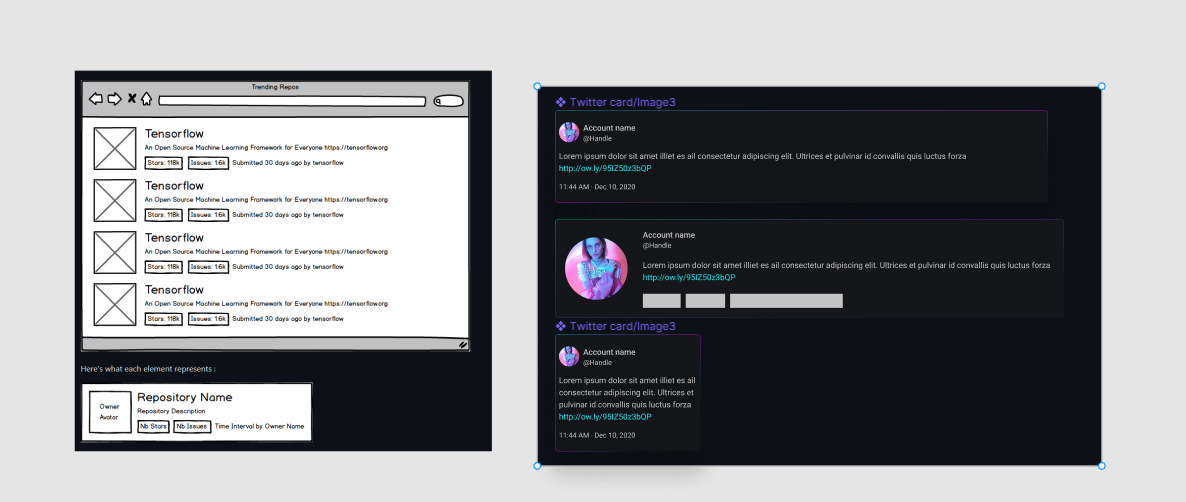 Trending Repos
Tensorflow
An Open Source Machine Learning Framework for Everyone https://tensorflow.org
Stars: 118k Issues: 1.6k Submitted 30 days ago by tensorflow
Tensorflow
An Open Source Machine Learning Framework for Everyone https://tensorflow.org
Stars: 118k Issues: 1.6k Submitted 30 days ago by tensorflow
Tensorflow
An Open Source Machine Learning Framework for Everyone https://tensorflow.org
Stars: 118k Issues: 1.6k Submitted 30 days ago by tensorflow
Tensorflow
An Open Source Machine Learning Framework for Everyone https://tensorflow.org
Stars: 118k Issues: 1.6k Submitted 30 days ago by tensorflow
Here's what each element represents :
Owner
Avatar
Repository Name
Repository Description
Nb Stars Nb Issues Time Interval by Owner Name
Twitter card/Image3
Account name
@Handle
Lorem ipsum dolor sit amet illiet es ail consectetur adipiscing elit. Ultrices et pulvinar id convallis quis luctus forza
http://ow.ly/95IZ50z3bQP
11:44 AM · Dec 10, 2020
Account name
@Handle
Lorem ipsum dolor sit amet illiet es ail consectetur adipiscing elit. Ultrices et pulvinar id convallis quis luctus forza
http://ow.ly/95IZ50z3bQP
Twitter card/Image3
Account name
@Handle
Lorem ipsum dolor sit amet illiet es ail
consectetur adipiscing elit. Ultrices et
pulvinar id convallis quis luctus forza
http://ow.ly/95IZ50z3bQP
11:44 AM · Dec 10, 2020